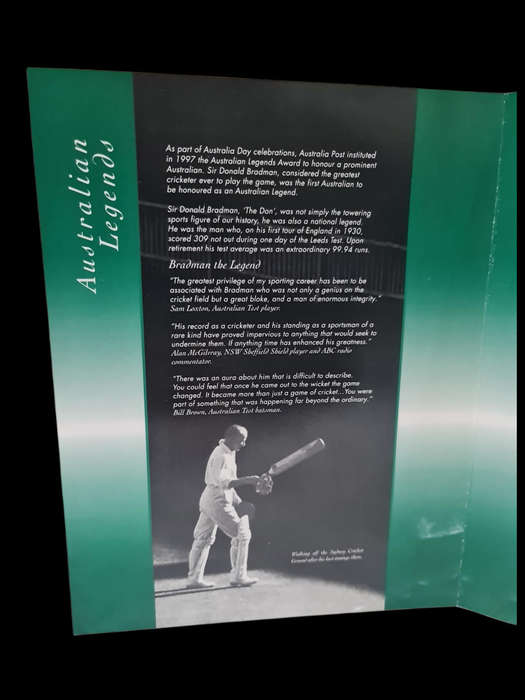 Australian
Legends
As part of Australia Day celebrations, Australia Post instituted
in 1997 the Australian Legends Award to honour a prominent
Australian. Sir Donald Bradman, considered the greatest
cricketer ever to play the game, was the first Australian to
be honoured as an Australian Legend.
Sir Donald Bradman, 'The Don', was not simply the towering
sports figure of our history, he was also a national legend.
He was the man who, on his first tour of England in 1930,
scored 309 not out during one day of the Leeds Test. Upon
retirement his test average was an extraordinary 99.94 runs.
Bradman the Legend
"The greatest privilege of my sporting career has been to be
associated with Bradman who was not only a genius on the
cricket field but a great bloke, and a man of enormous integrity."
Sam Loxton, Australian Test player.
"His record as a cricketer and his standing as a sportsman of a
rare kind have proved impervious to anything that would seek to
undermine them. If anything time has enhanced his greatness."
Alan McGilvray, NSW Sheffield Shield player and ABC radio
commentator.
"There was an aura about him that is difficult to describe.
You could feel that once he came out to the wicket the game
changed. It became more than just a game of cricket...You were
part of something that was happening far beyond the ordinary."
Bill Brown, Australian Test batsman.
Walking off the Sydney Cricket
Ground after his last innings there.